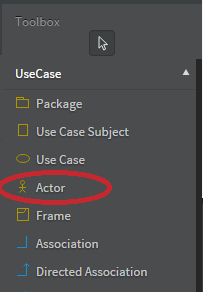 Toolbox
UseCase
Package
Use Case Subject
Use Case
Actor
Frame
Association
Directed Association